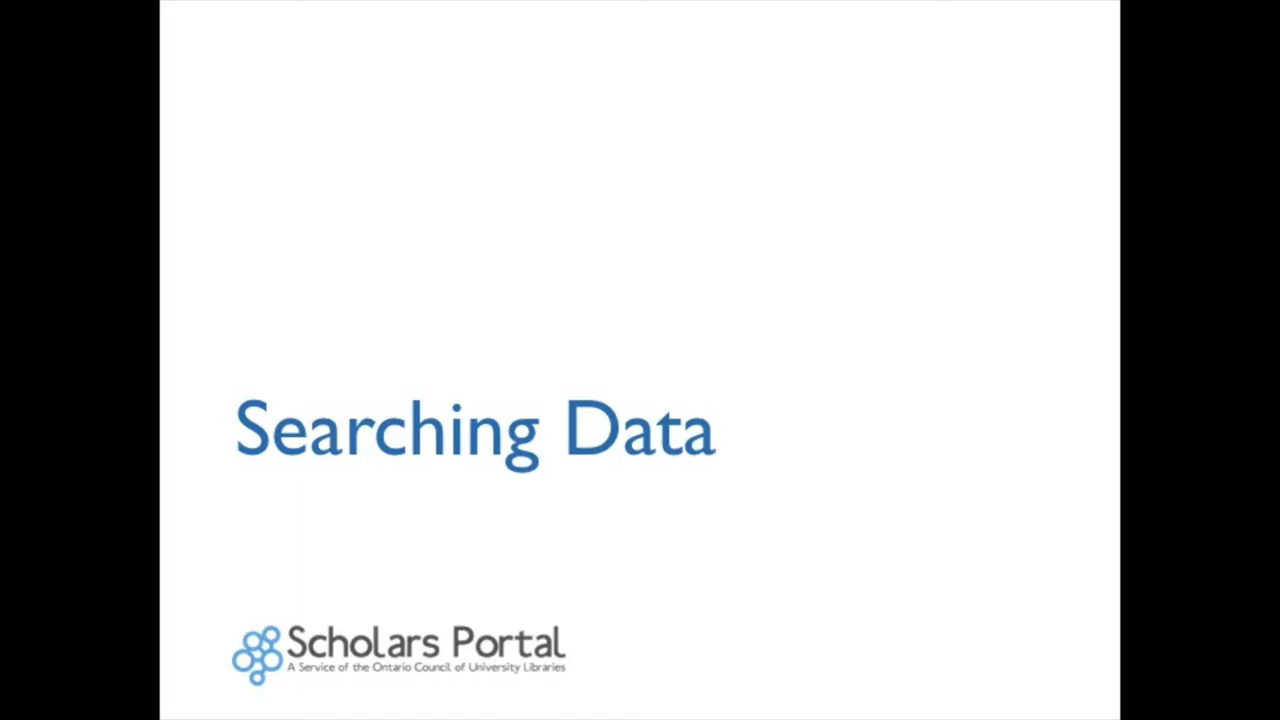 Searching Data
Scholars Portal
A Service of the Ontario Council of University Libraries